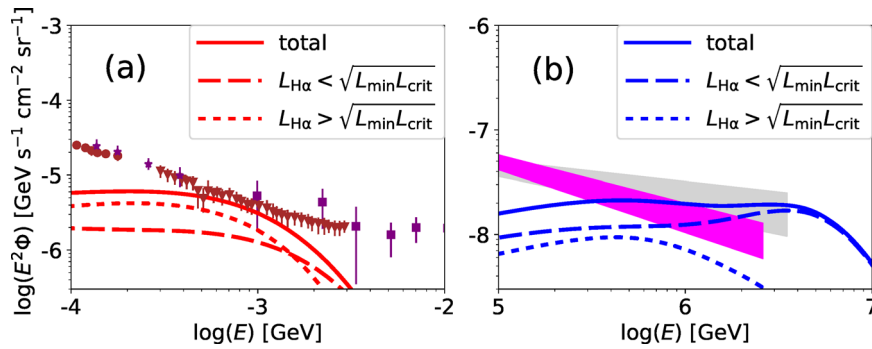 (a)
total
L_Hα < √L_min L_crit
L_Hα > √L_min L_crit
log(E²Φ) [GeV s⁻¹ cm⁻² sr⁻¹]
-3
-4
-5
-6
-4
-3
-2
log(E) [GeV]
(b)
total
L_Hα < √L_min L_crit
L_Hα > √L_min L_crit
-6
-7
-8
5
6
7
log(E) [GeV]